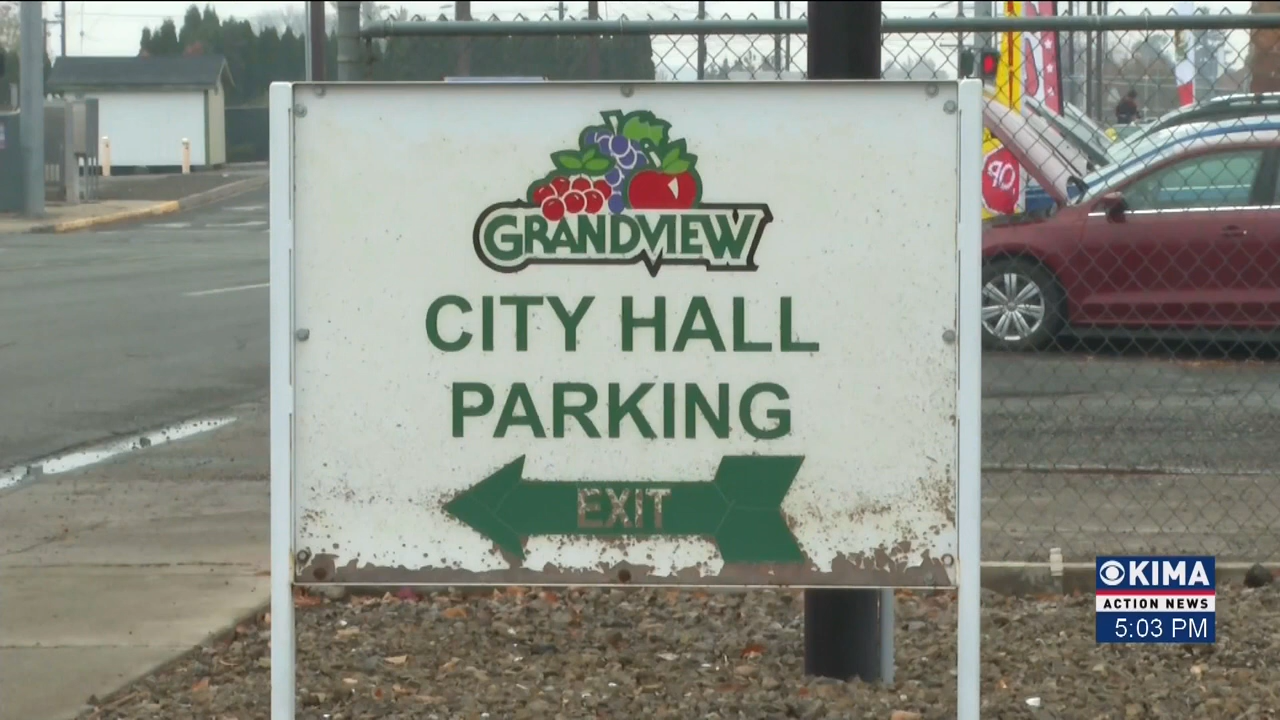 GRANDVIEW
CITY HALL
PARKING
EXIT
KIMA
ACTION NEWS
5:03 PM